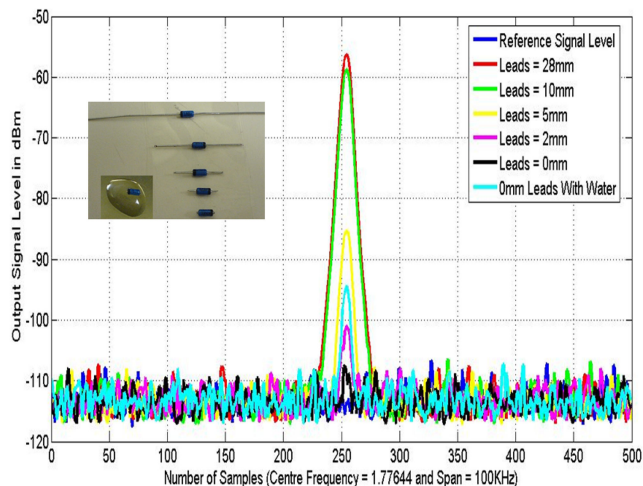 -50
-60
-70
-80
-90
-100
-110
-120
Output Signal Level in dBm
Reference Signal Level
Leads = 28mm
Leads = 10mm
Leads = 5mm
Leads = 2mm
Leads = 0mm
0mm Leads With Water
0 50 100 150 200 250 300 350 400 450 500
Number of Samples (Centre Frequency = 1.77644 and Span = 100KHz)